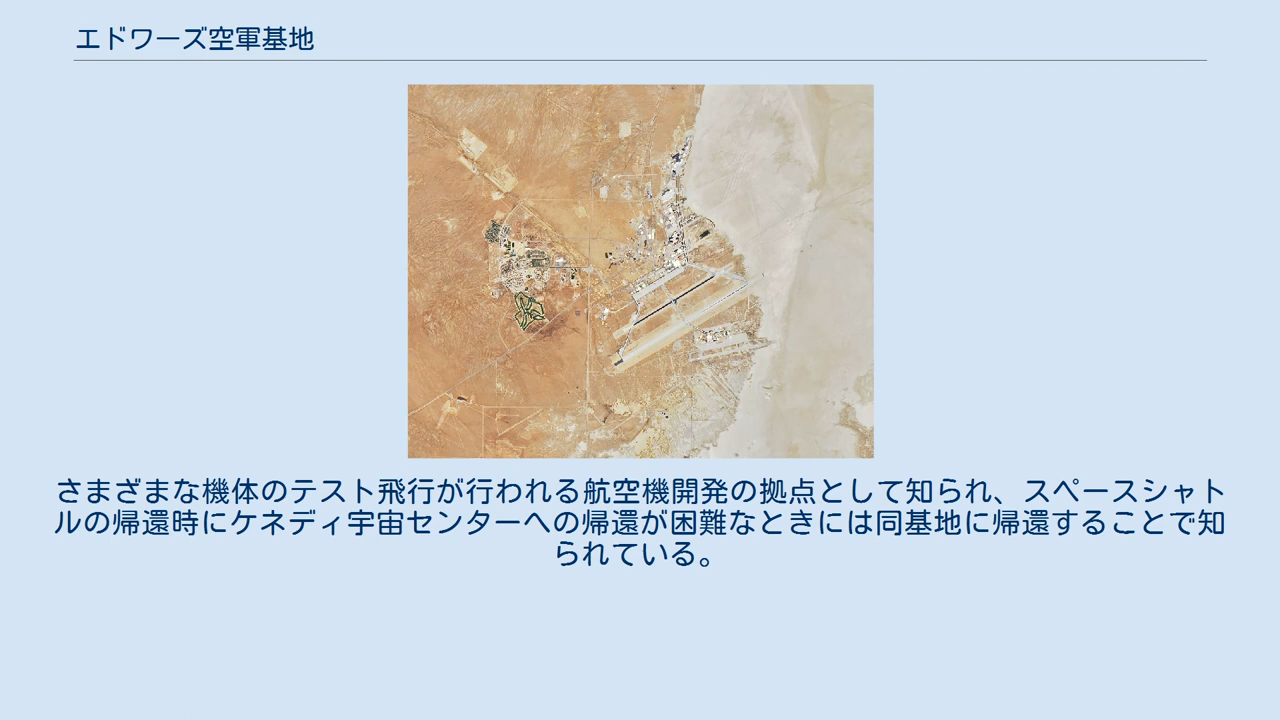 エドワーズ空軍基地
さまざまな機体のテスト飛行が行われる航空機開発の拠点として知られ、スペースシャト
ルの帰還時にケネディ宇宙センターへの帰還が困難なときには同基地に帰還することで知
られている。